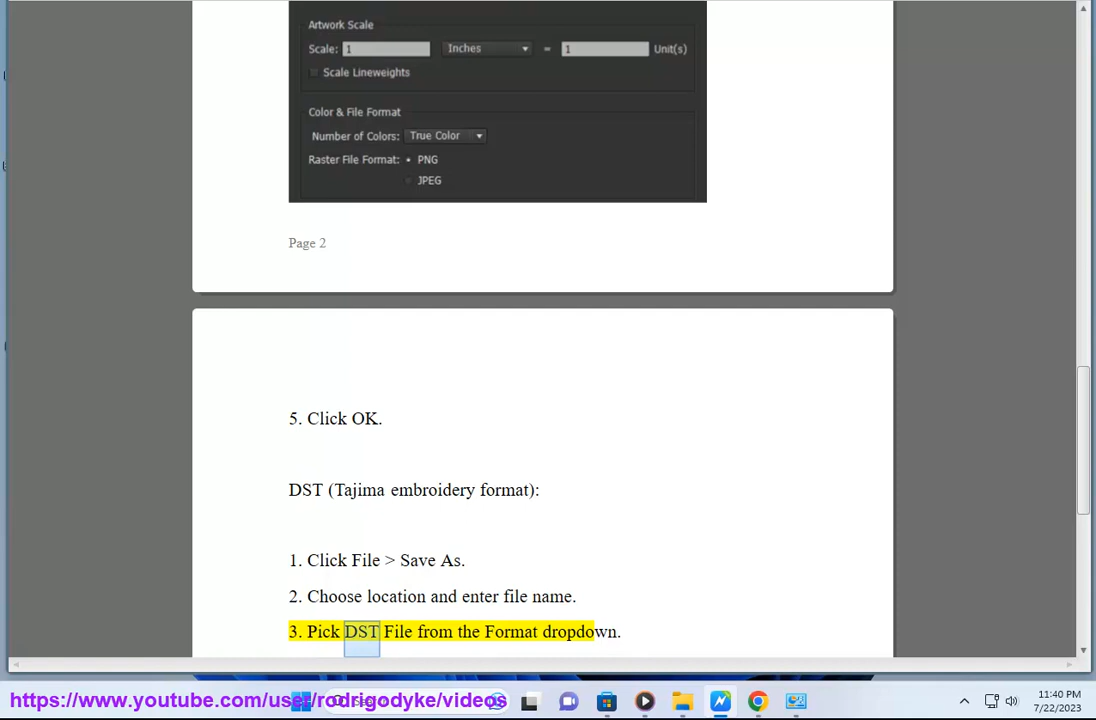 Artwork Scale
Scale: 1 Inches = 1 Unit(s)
Scale Lineweights
Color & File Format
Number of Colors: True Color
Raster File Format: PNG
JPEG
Page 2
5. Click OK.
DST (Tajima embroidery format):
1. Click File > Save As.
2. Choose location and enter file name.
3. Pick DST File from the Format dropdown.
https://www.youtube.com/user/rodrigodyke/videos
11:40 PM
7/22/2023